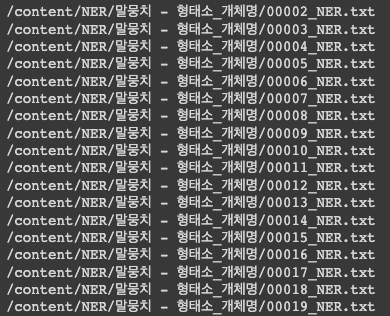 /content/NER/말뭉치 - 형태소_개체명/00002_NER.txt
/content/NER/말뭉치 - 형태소_개체명/00003_NER.txt
/content/NER/말뭉치 - 형태소_개체명/00004_NER.txt
/content/NER/말뭉치 - 형태소_개체명/00005_NER.txt
/content/NER/말뭉치 - 형태소_개체명/00006_NER.txt
/content/NER/말뭉치 - 형태소_개체명/00007_NER.txt
/content/NER/말뭉치 - 형태소_개체명/00008_NER.txt
/content/NER/말뭉치 - 형태소_개체명/00009_NER.txt
/content/NER/말뭉치 - 형태소_개체명/00010_NER.txt
/content/NER/말뭉치 - 형태소_개체명/00011_NER.txt
/content/NER/말뭉치 - 형태소_개체명/00012_NER.txt
/content/NER/말뭉치 - 형태소_개체명/00013_NER.txt
/content/NER/말뭉치 - 형태소_개체명/00014_NER.txt
/content/NER/말뭉치 - 형태소_개체명/00015_NER.txt
/content/NER/말뭉치 - 형태소_개체명/00016_NER.txt
/content/NER/말뭉치 - 형태소_개체명/00017_NER.txt
/content/NER/말뭉치 - 형태소_개체명/00018_NER.txt
/content/NER/말뭉치 - 형태소_개체명/00019_NER.txt